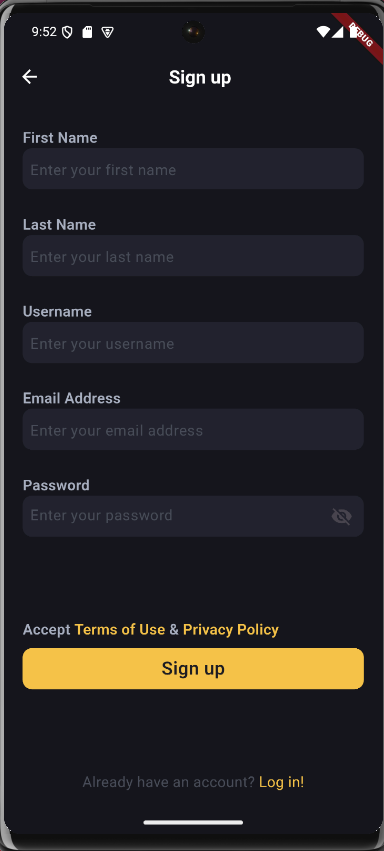 9:52
DEBUG
Sign up
First Name
Enter your first name
Last Name
Enter your last name
Username
Enter your username
Email Address
Enter your email address
Password
Enter your password
Accept Terms of Use & Privacy Policy
Sign up
Already have an account? Log in!